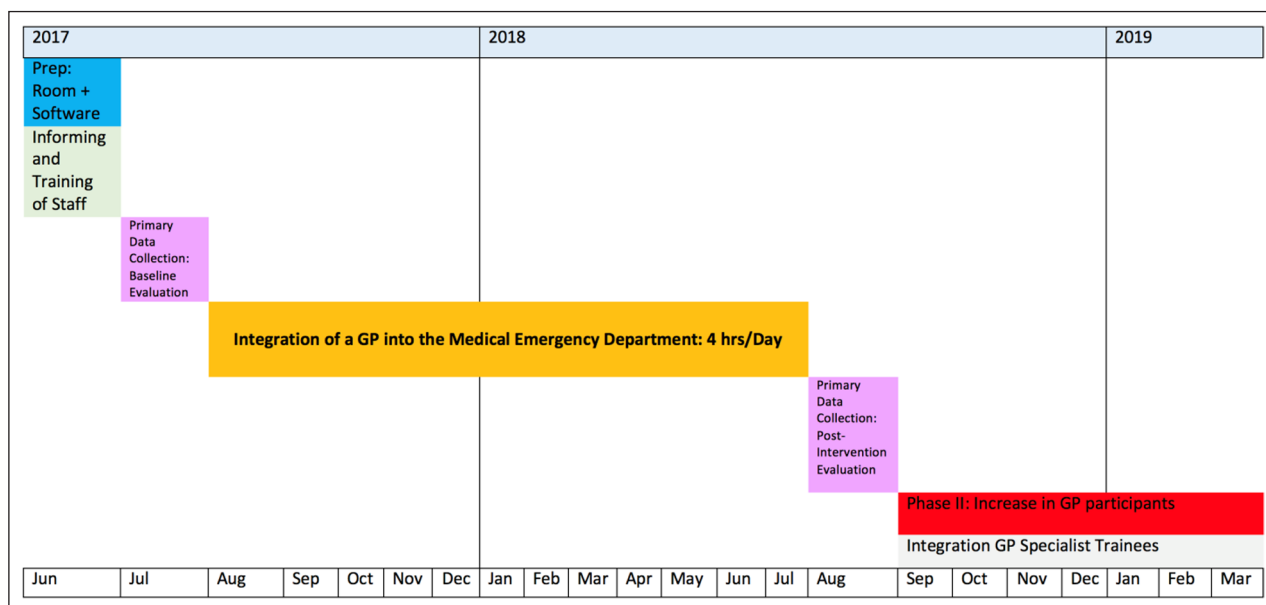 2017 2018 2019
Prep:
Room +
Software
Informing
and
Training
of Staff
Primary
Data
Collection:
Baseline
Evaluation
Integration of a GP into the Medical Emergency Department: 4 hrs/Day
Primary
Data
Collection:
Post-
Intervention
Evaluation
Phase II: Increase in GP participants
Integration GP Specialist Trainees
Jun Jul Aug Sep Oct Nov Dec Jan Feb Mar Apr May Jun Jul Aug Sep Oct Nov Dec Jan Feb Mar